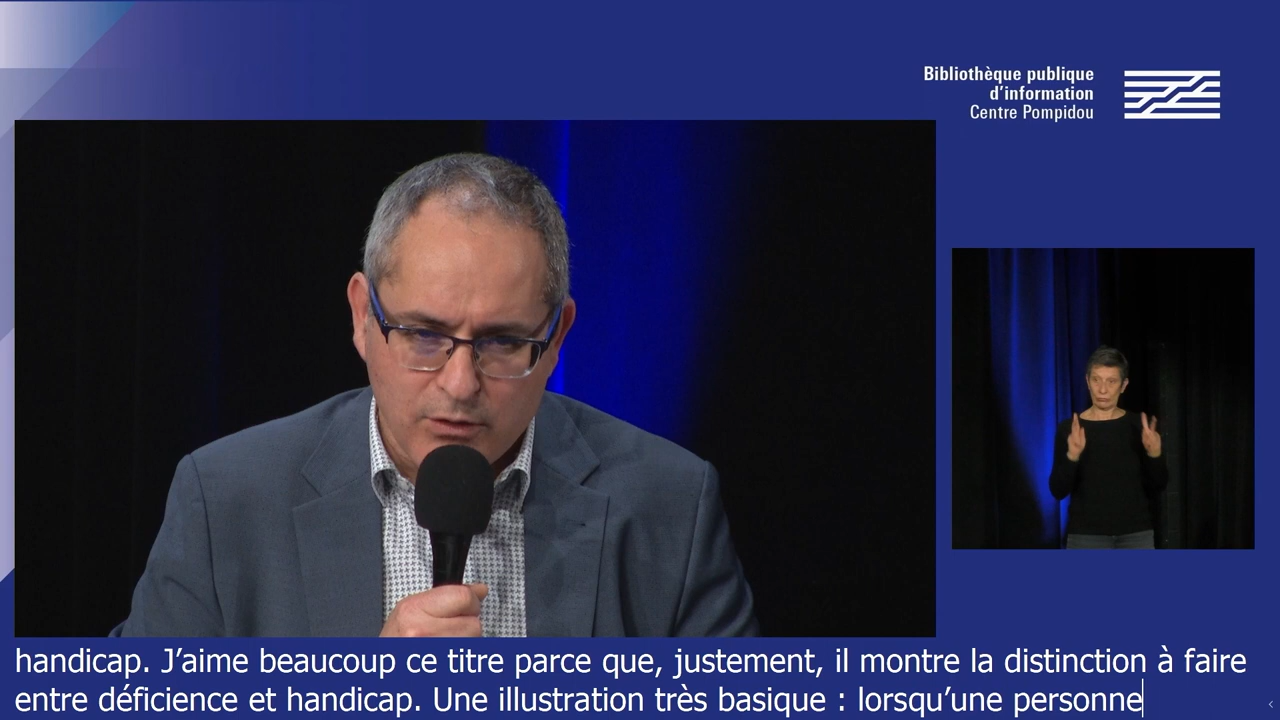 Bibliothèque publique
d’information
Centre Pompidou
handicap. J’aime beaucoup ce titre parce que, justement, il montre la distinction à faire
entre déficience et handicap. Une illustration très basique : lorsqu’une personne